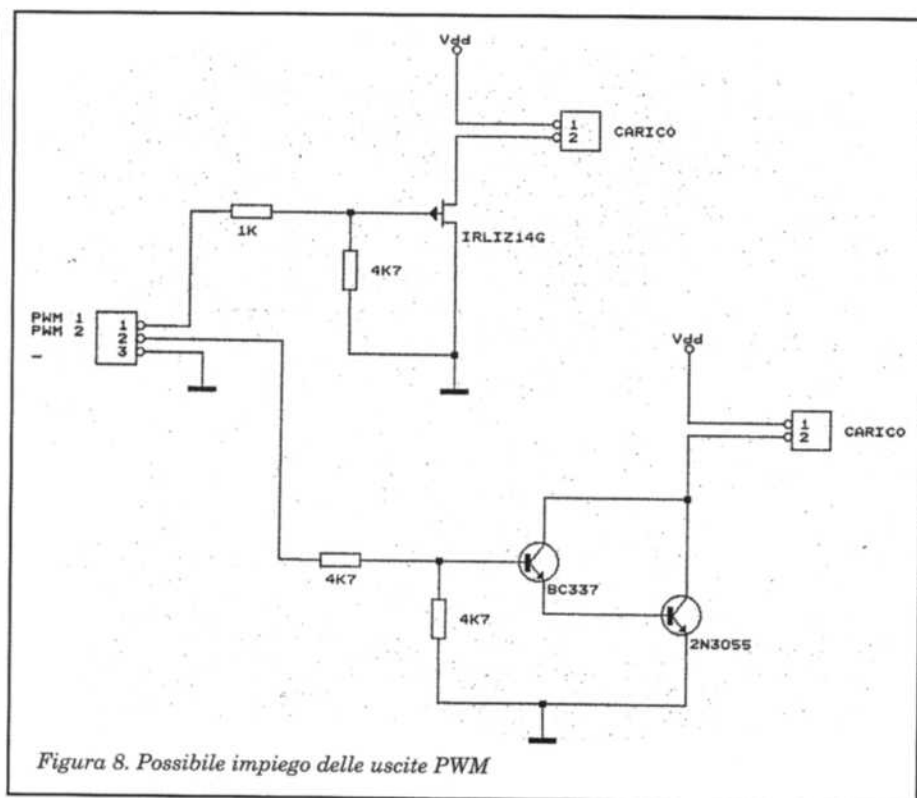 Vdd
1
2
CARICO
1K
IRLIZ14G
4K7
PWM 1
PWM 2
–
1
2
3
Vdd
1
2
CARICO
4K7
BC337
4K7
2N3055
Figura 8. Possibile impiego delle uscite PWM